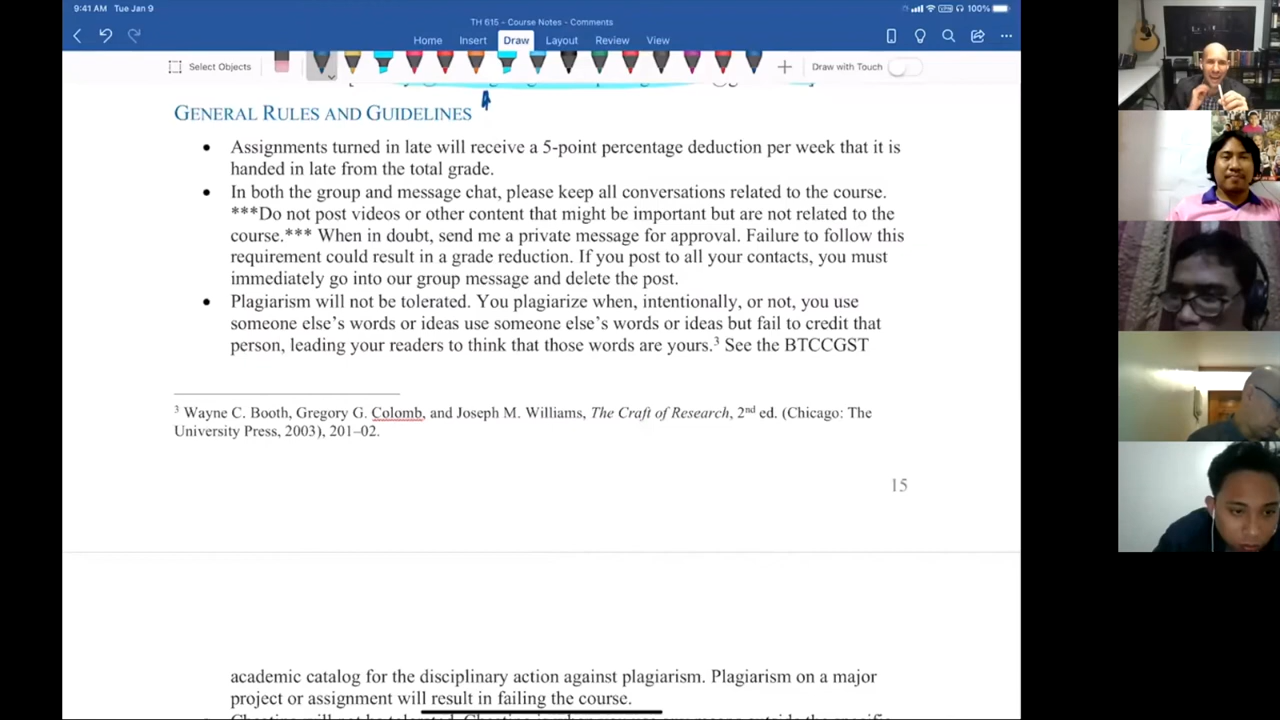 9:41 AM Tue Jan 9
100%
TH 615 - Course Notes - Comments
Home Insert Draw Layout Review View
Select Objects
Draw with Touch
GENERAL RULES AND GUIDELINES
• Assignments turned in late will receive a 5-point percentage deduction per week that it is
handed in late from the total grade.
• In both the group and message chat, please keep all conversations related to the course.
***Do not post videos or other content that might be important but are not related to the
course.*** When in doubt, send me a private message for approval. Failure to follow this
requirement could result in a grade reduction. If you post to all your contacts, you must
immediately go into our group message and delete the post.
• Plagiarism will not be tolerated. You plagiarize when, intentionally, or not, you use
someone else’s words or ideas use someone else’s words or ideas but fail to credit that
person, leading your readers to think that those words are yours.3 See the BTCCGST
3 Wayne C. Booth, Gregory G. Colomb, and Joseph M. Williams, The Craft of Research, 2nd ed. (Chicago: The
University Press, 2003), 201–02.
15
academic catalog for the disciplinary action against plagiarism. Plagiarism on a major
project or assignment will result in failing the course.